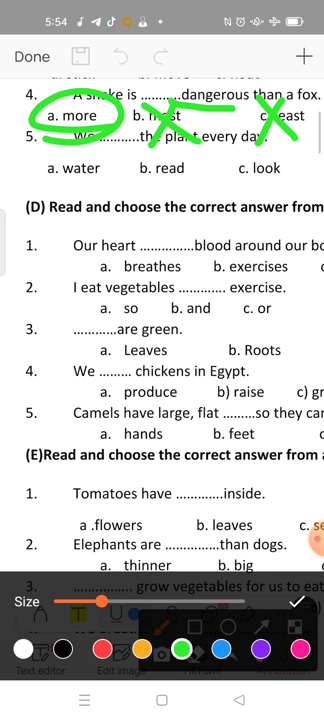 5:54
Done
4. A snake is ...........dangerous than a fox.
a. more b. most c. least
5. We ...........the plant every day.
a. water b. read c. look
(D) Read and choose the correct answer from
1. Our heart ..............blood around our bo
a. breathes b. exercises c
2. I eat vegetables ............. exercise.
a. so b. and c. or
3. ............are green.
a. Leaves b. Roots
4. We ......... chickens in Egypt.
a. produce b) raise c) gr
5. Camels have large, flat .........so they can
a. hands b. feet c
(E)Read and choose the correct answer from a
1. Tomatoes have .............inside.
a .flowers b. leaves c. se
2. Elephants are ...............than dogs.
a. thinner b. big
3. ............. grow vegetables for us to eat
Size
Text editor Edit image Fill Form Annotation